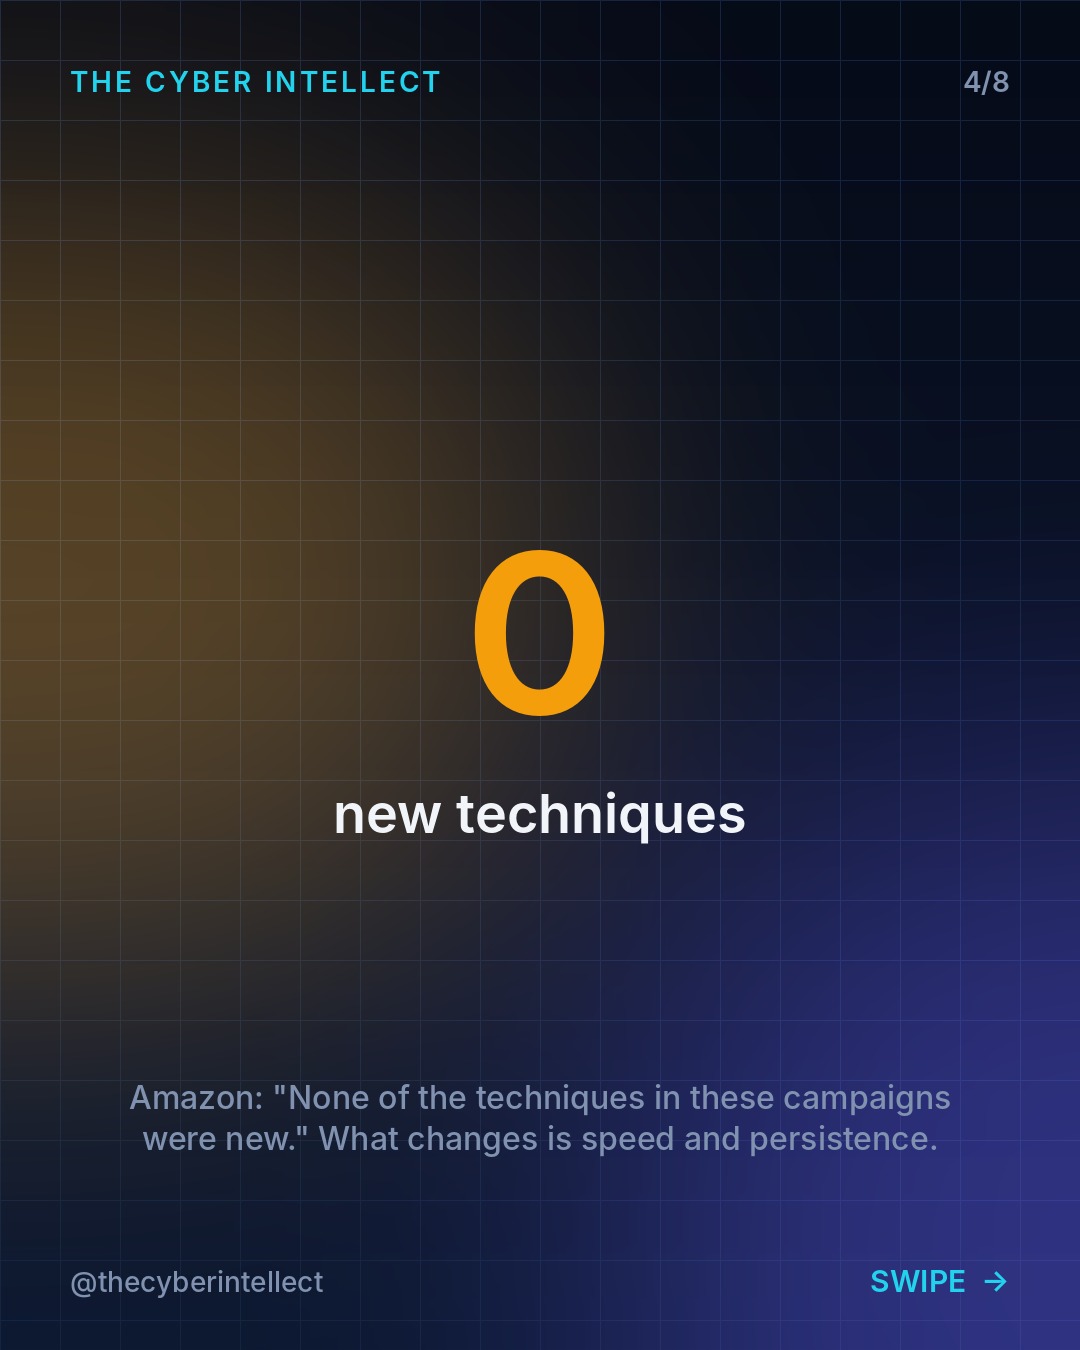 THE CYBER INTELLECT
4/8
0
new techniques
Amazon: "None of the techniques in these campaigns
were new." What changes is speed and persistence.
@thecyberintellect
SWIPE →